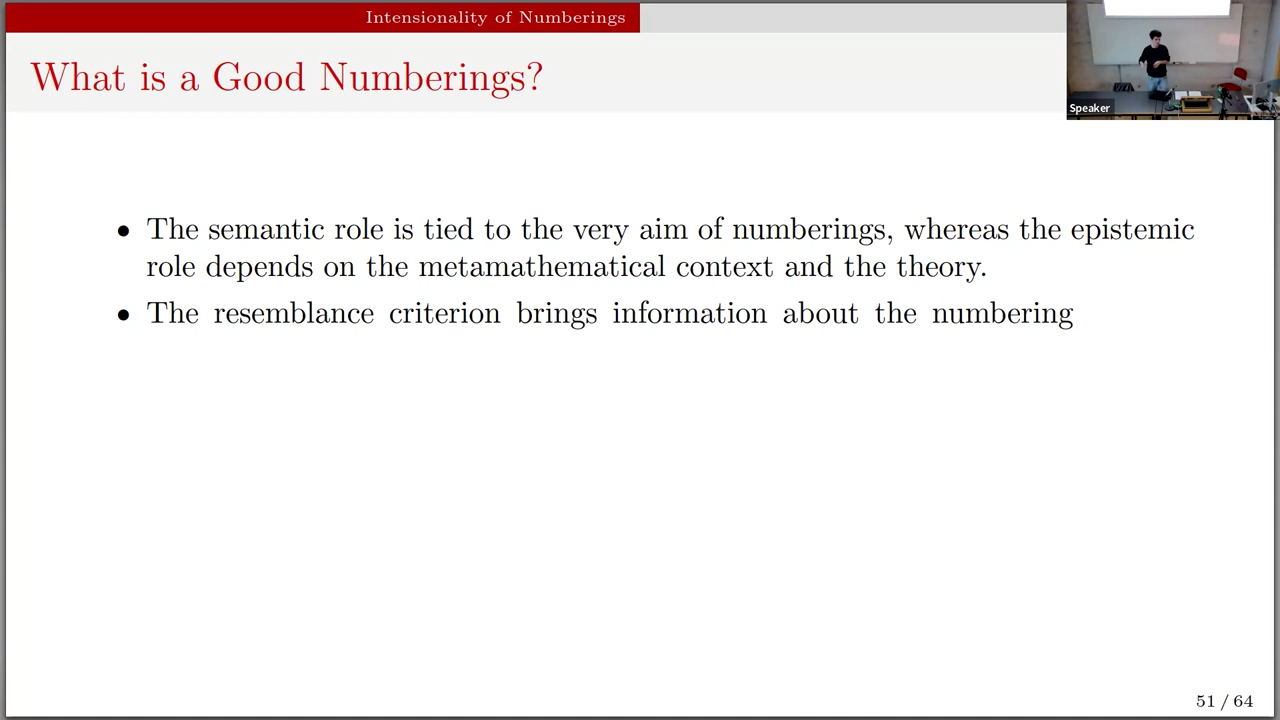 Intensionality of Numberings
What is a Good Numberings?
Speaker
• The semantic role is tied to the very aim of numberings, whereas the epistemic
role depends on the metamathematical context and the theory.
• The resemblance criterion brings information about the numbering
51 / 64